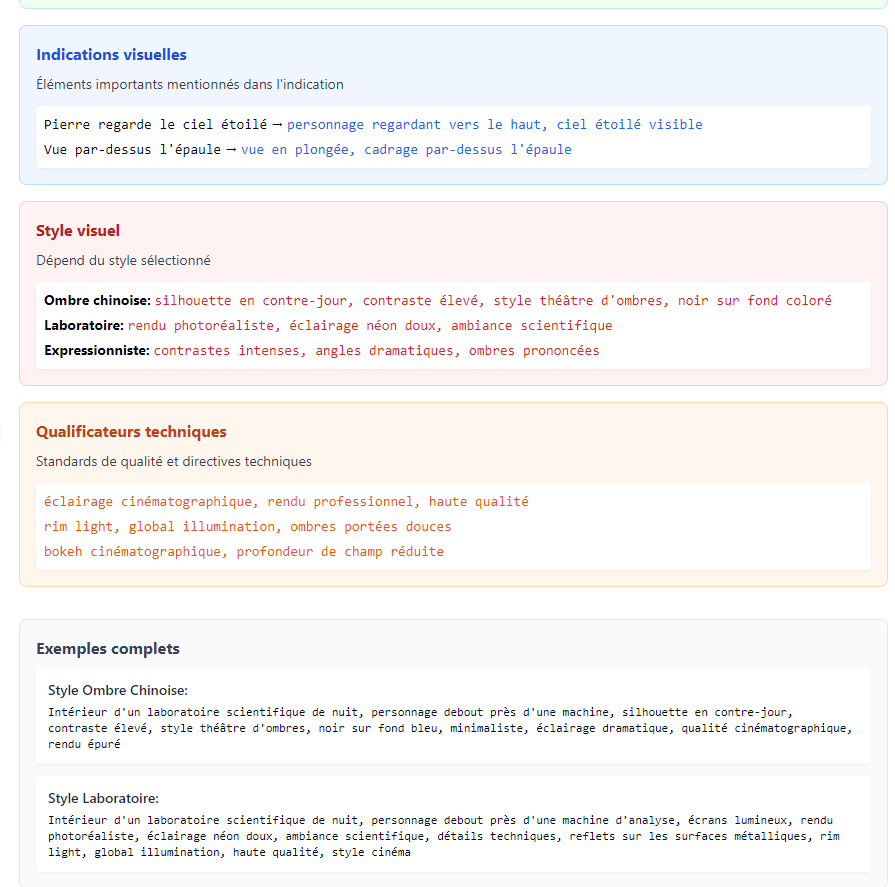 Indications visuelles
Éléments importants mentionnés dans l'indication
Pierre regarde le ciel étoilé → personnage regardant vers le haut, ciel étoilé visible
Vue par-dessus l'épaule → vue en plongée, cadrage par-dessus l'épaule
Style visuel
Dépend du style sélectionné
Ombre chinoise: silhouette en contre-jour, contraste élevé, style théâtre d'ombres, noir sur fond coloré
Laboratoire: rendu photoréaliste, éclairage néon doux, ambiance scientifique
Expressionniste: contrastes intenses, angles dramatiques, ombres prononcées
Qualificateurs techniques
Standards de qualité et directives techniques
éclairage cinématographique, rendu professionnel, haute qualité
rim light, global illumination, ombres portées douces
bokeh cinématographique, profondeur de champ réduite
Exemples complets
Style Ombre Chinoise:
Intérieur d'un laboratoire scientifique de nuit, personnage debout près d'une machine, silhouette en contre-jour,
contraste élevé, style théâtre d'ombres, noir sur fond bleu, minimaliste, éclairage dramatique, qualité cinématographique,
rendu épuré
Style Laboratoire:
Intérieur d'un laboratoire scientifique de nuit, personnage debout près d'une machine d'analyse, écrans lumineux, rendu
photoréaliste, éclairage néon doux, ambiance scientifique, détails techniques, reflets sur les surfaces métalliques, rim
light, global illumination, haute qualité, style cinéma